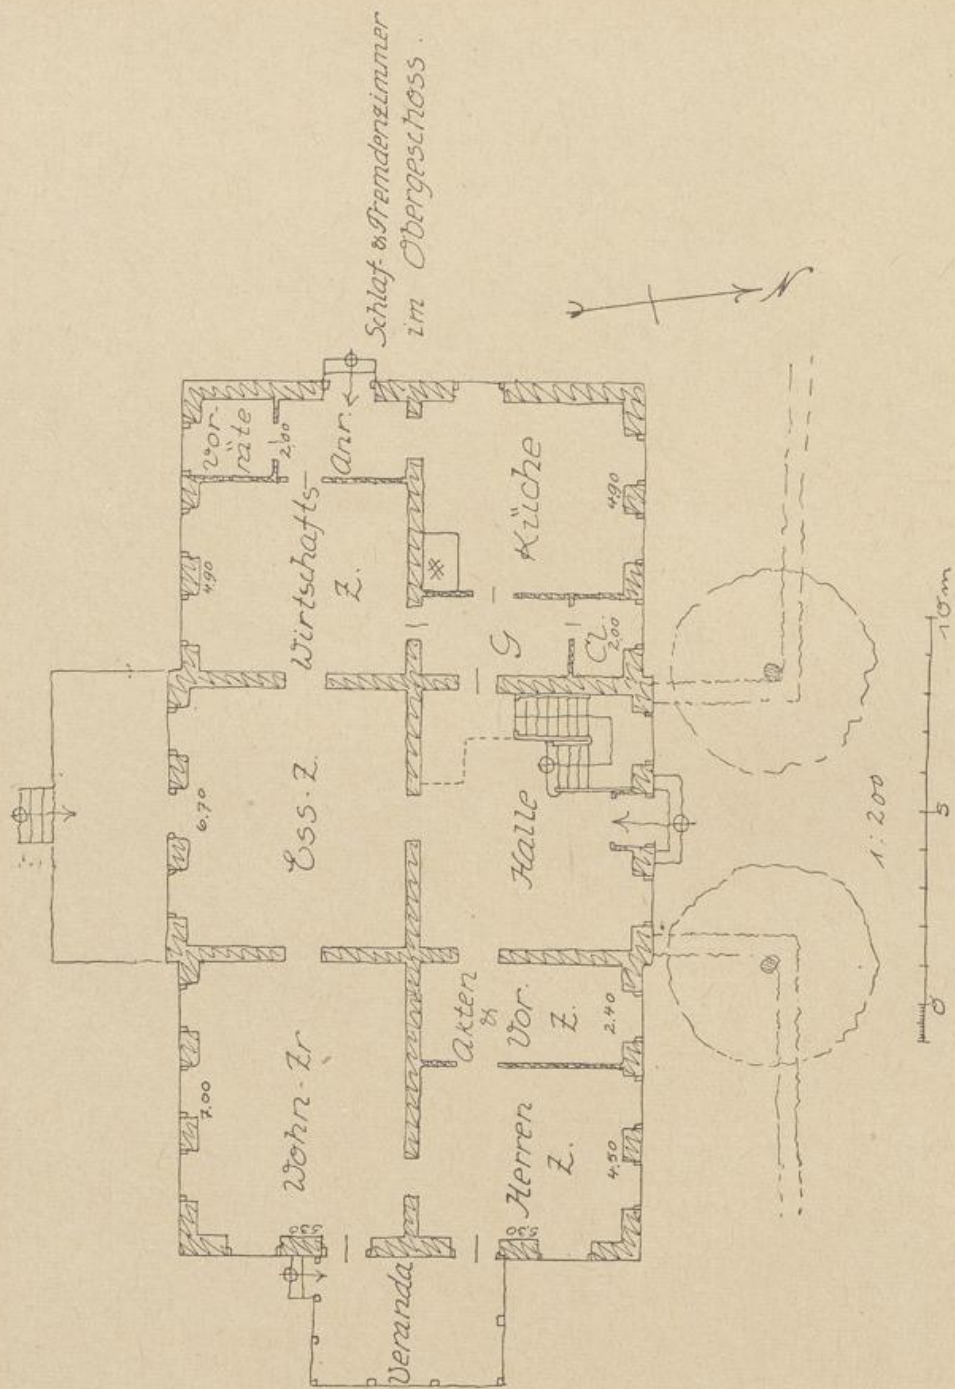 Schlaf- & Fremdenzimmer
im Obergeschoss.
Vor-
räte
2.00
Anr.
Wirtschafts-
Z.
4.90
Küche
4.90
G
Cl.
2.00
Ess-Z.
6.70
Halle
Wohn-Zr
7.00
Akten
&
Vor.
Z.
2.40
Herren
Z.
4.50
Veranda
N
1:200
0
5
10 m